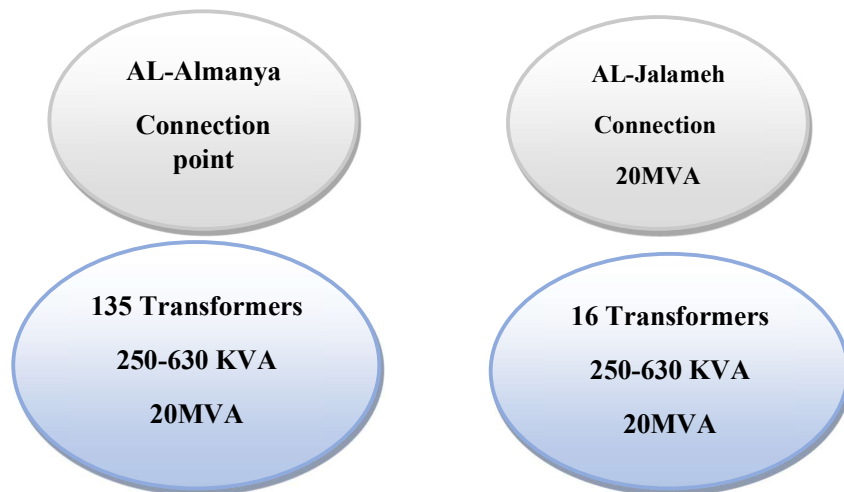 AL-Almanya
Connection
point
AL-Jalameh
Connection
20MVA
135 Transformers
250-630 KVA
20MVA
16 Transformers
250-630 KVA
20MVA